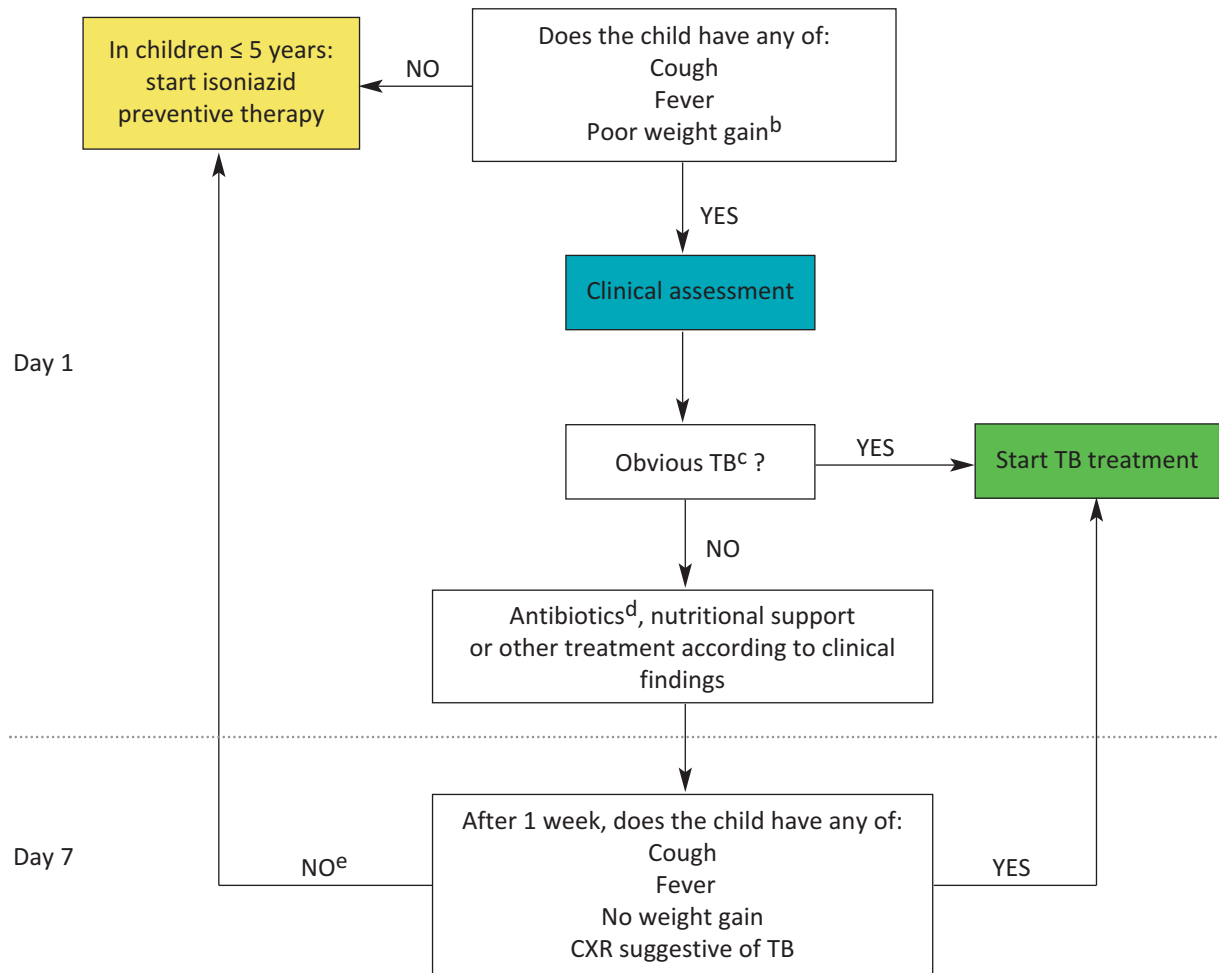 In children ≤ 5 years:
start isoniazid
preventive therapy
NO
Does the child have any of:
Cough
Fever
Poor weight gainᵇ
YES
Clinical assessment
Day 1
Obvious TBᶜ ?
YES
Start TB treatment
NO
Antibioticsᵈ, nutritional support
or other treatment according to clinical
findings
Day 7
NOᵉ
After 1 week, does the child have any of:
Cough
Fever
No weight gain
CXR suggestive of TB
YES